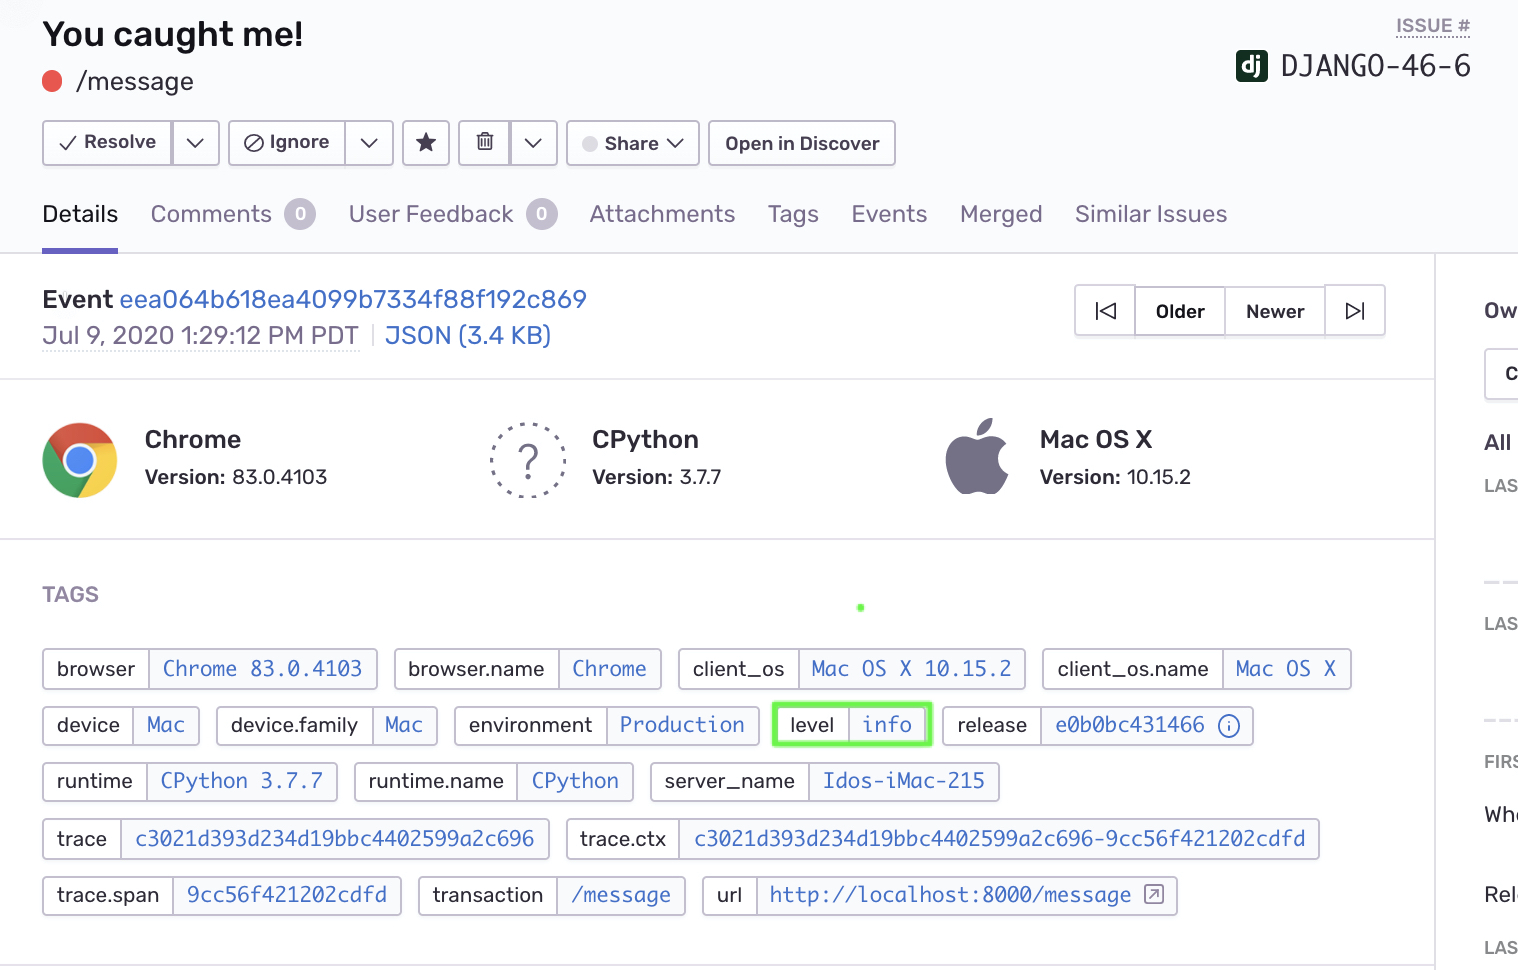 You caught me!
ISSUE #
/message
dj DJANGO-46-6
Resolve Ignore Share Open in Discover
Details Comments 0 User Feedback 0 Attachments Tags Events Merged Similar Issues
Event eea064b618ea4099b7334f88f192c869
Jul 9, 2020 1:29:12 PM PDT JSON (3.4 KB)
Older Newer
Chrome
Version: 83.0.4103
?
CPython
Version: 3.7.7
Mac OS X
Version: 10.15.2
TAGS
browser Chrome 83.0.4103 browser.name Chrome client_os Mac OS X 10.15.2 client_os.name Mac OS X
device Mac device.family Mac environment Production level info release e0b0bc431466
runtime CPython 3.7.7 runtime.name CPython server_name Idos-iMac-215
trace c3021d393d234d19bbc4402599a2c696 trace.ctx c3021d393d234d19bbc4402599a2c696-9cc56f421202cdfd
trace.span 9cc56f421202cdfd transaction /message url http://localhost:8000/message
Ow
C
All
LAS
LAS
FIRS
Whe
Rel
LAS